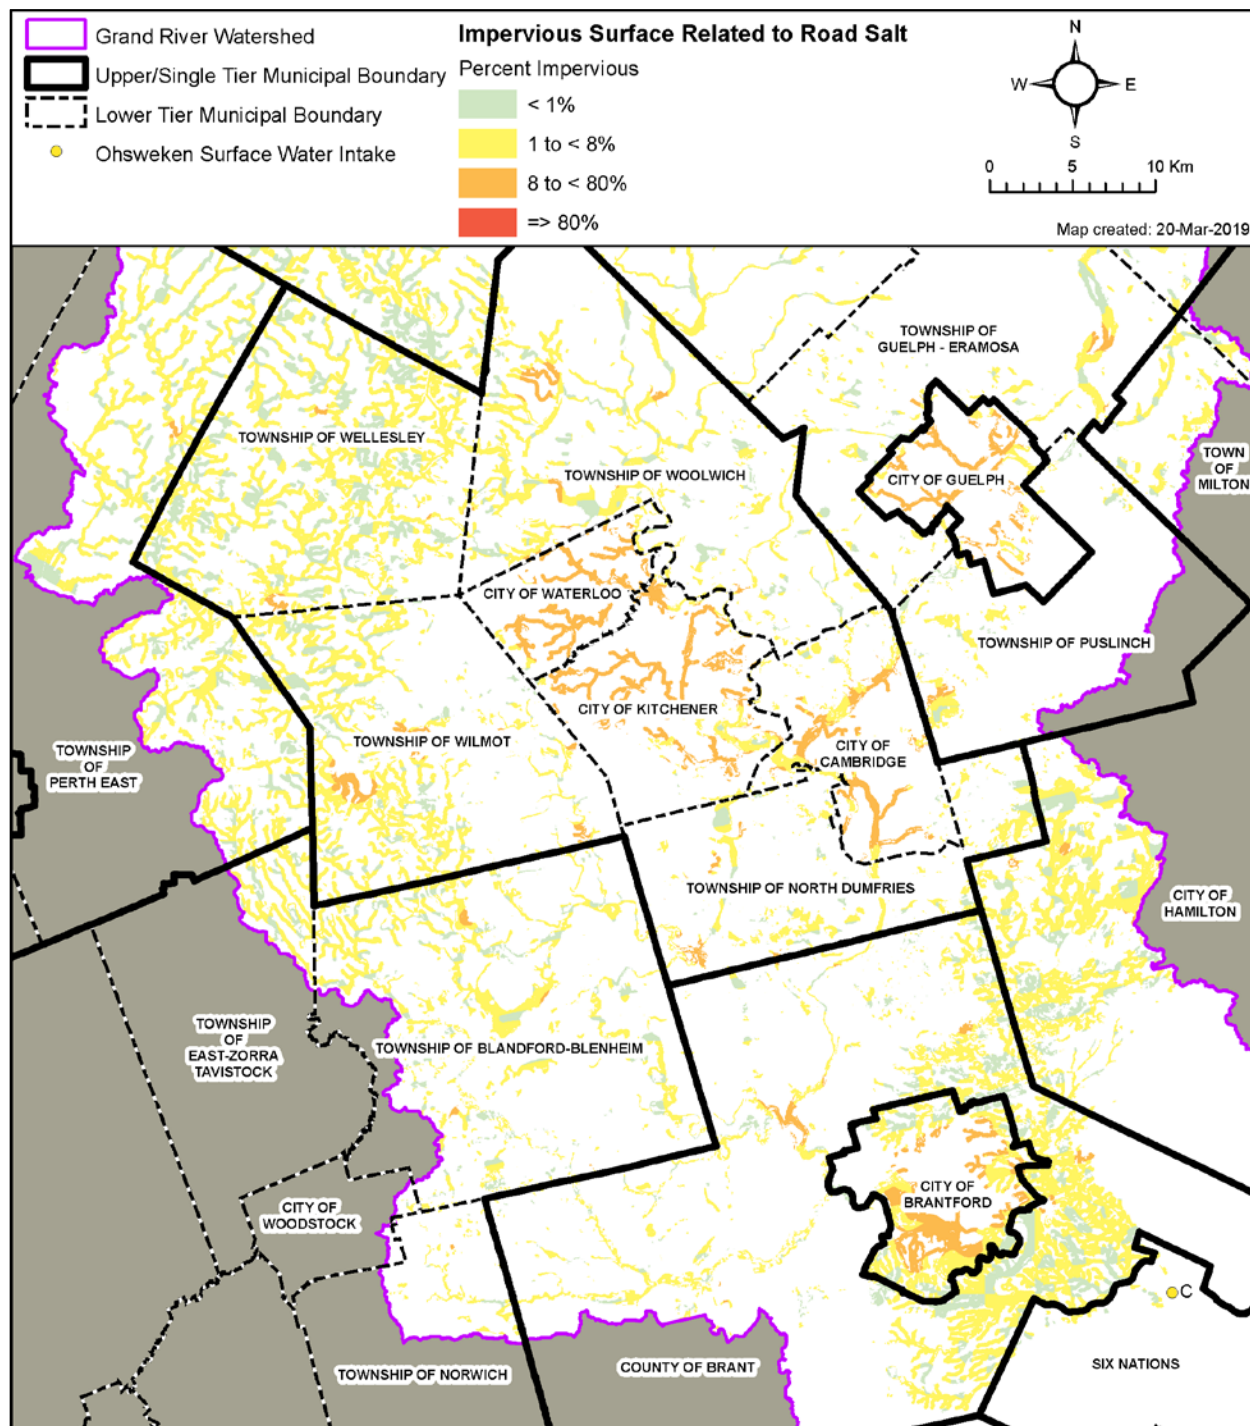 Grand River Watershed
Upper/Single Tier Municipal Boundary
Lower Tier Municipal Boundary
Ohsweken Surface Water Intake
Impervious Surface Related to Road Salt
Percent Impervious
< 1%
1 to < 8%
8 to < 80%
=> 80%
N
W
E
S
0 5 10 Km
Map created: 20-Mar-2019
TOWNSHIP OF
GUELPH - ERAMOSA
TOWNSHIP OF WELLESLEY
TOWNSHIP OF WOOLWICH
CITY OF GUELPH
TOWN
OF
MILTON
CITY OF WATERLOO
TOWNSHIP OF PUSLINCH
CITY OF KITCHENER
TOWNSHIP OF WILMOT
CITY OF
CAMBRIDGE
TOWNSHIP
OF
PERTH EAST
TOWNSHIP OF NORTH DUMFRIES
CITY OF
HAMILTON
TOWNSHIP
OF
EAST-ZORRA
TAVISTOCK
TOWNSHIP OF BLANDFORD-BLENHEIM
CITY OF
BRANTFORD
CITY OF
WOODSTOCK
C
SIX NATIONS
COUNTY OF BRANT
TOWNSHIP OF NORWICH